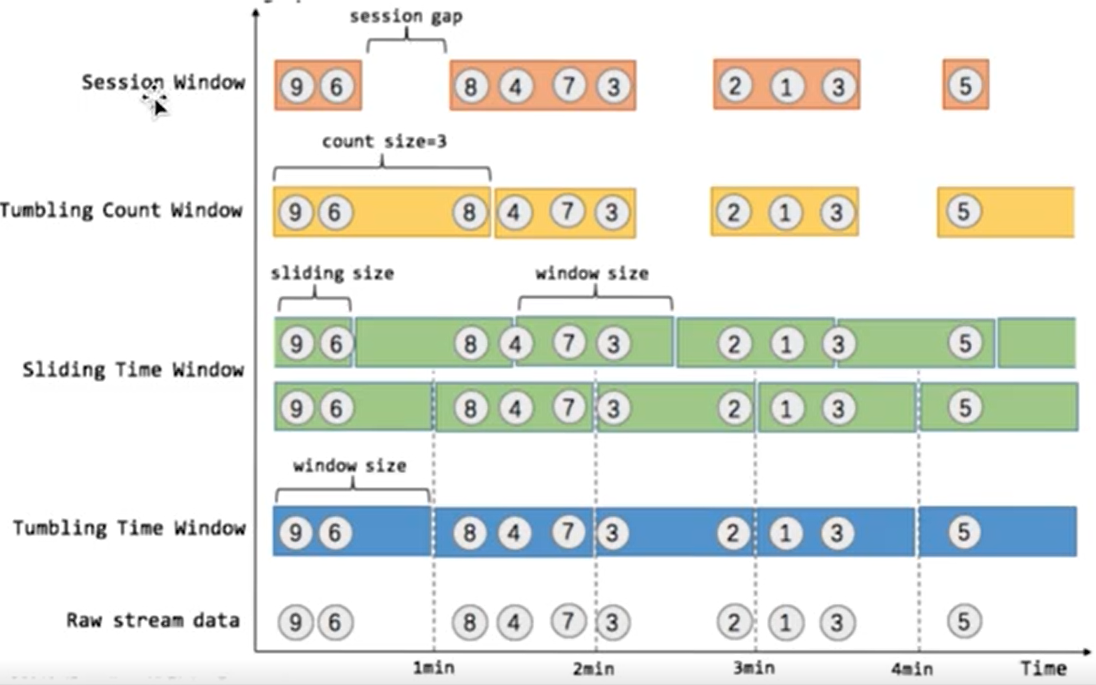 session gap
Session Window 9 6 8 4 7 3 2 1 3 5
count size=3
Tumbling Count Window 9 6 8 4 7 3 2 1 3 5
sliding size window size
9 6 8 4 7 3 2 1 3 5
Sliding Time Window
9 6 8 4 7 3 2 1 3 5
window size
Tumbling Time Window 9 6 8 4 7 3 2 1 3 5
Raw stream data 9 6 8 4 7 3 2 1 3 5
1min 2min 3min 4min Time